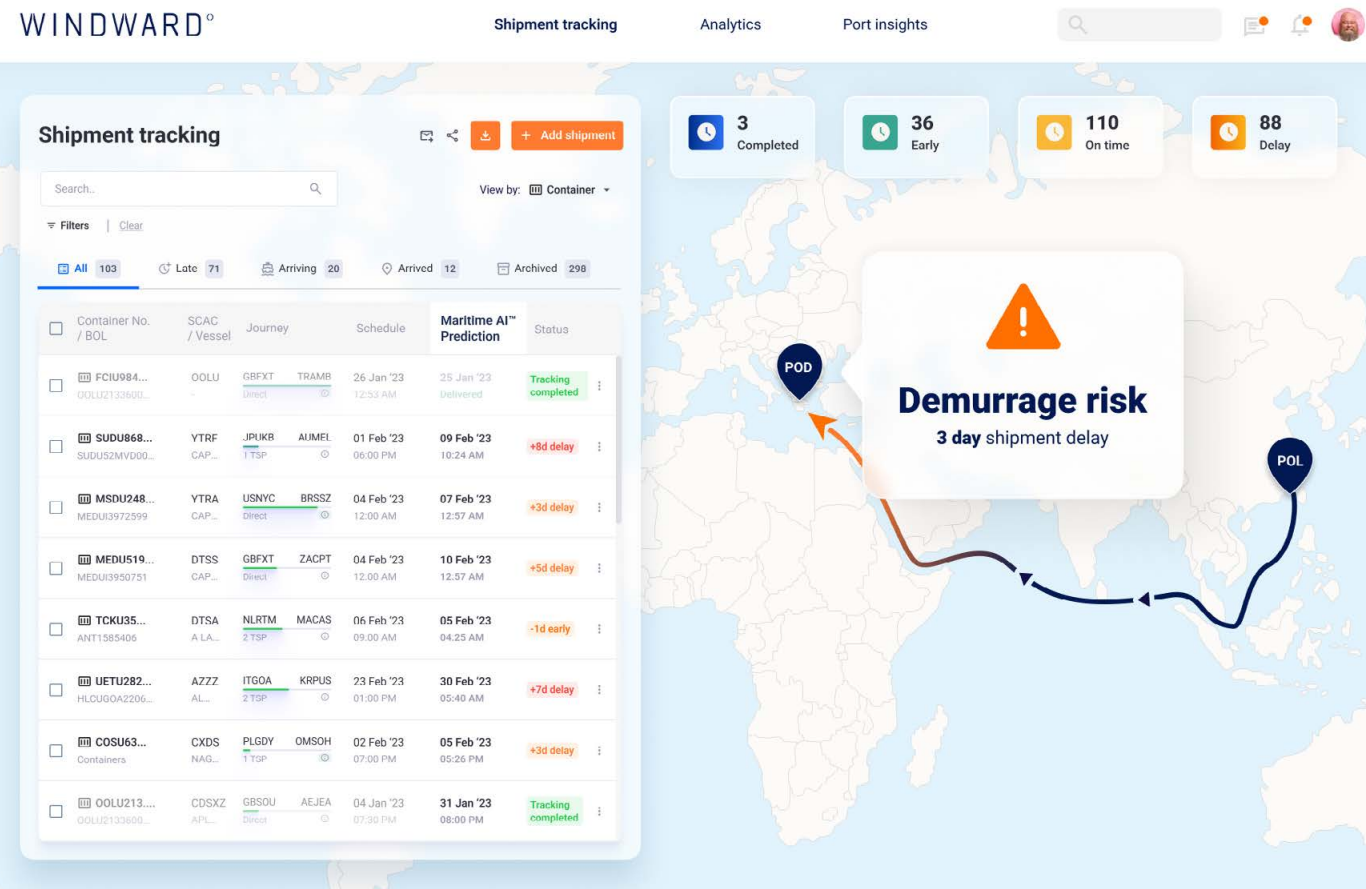 WINDWARD°
Shipment tracking
Analytics
Port insights
Shipment tracking
+ Add shipment
Search..
View by: Container
Filters | Clear
All 103
Late 71
Arriving 20
Arrived 12
Archived 298
Container No. / BOL
SCAC / Vessel
Journey
Schedule
Maritime AI™ Prediction
Status
FCIU984... OOLU GBFXT TRAMB 26 Jan '23 25 Jan '23 Tracking
OOLU2133600... - Direct 12:53 AM Delivered completed
SUDU868... YTRF JPUKB AUMEL 01 Feb '23 09 Feb '23 +8d delay
SUDU52MVD00... CAP... 1 TSP 06:00 PM 10:24 AM
MSDU248... YTRA USNYC BRSSZ 04 Feb '23 07 Feb '23 +3d delay
MEDUI3972599 CAP... Direct 12:00 AM 12:57 AM
MEDU519... DTSS GBFXT ZACPT 04 Feb '23 10 Feb '23 +5d delay
MEDUI3950751 CAP... Direct 12.00 AM 12:57 AM
TCKU35... DTSA NLRTM MACAS 06 Feb '23 05 Feb '23 -1d early
ANT1585406 A LA... 2 TSP 09:00 AM 04.25 AM
UETU282... AZZZ ITGOA KRPUS 23 Feb '23 30 Feb '23 +7d delay
HLCUGOA2206... AL... 2 TSP 01:00 PM 05:40 AM
COSU63... CXDS PLGDY OMSOH 02 Feb '23 05 Feb '23 +3d delay
Containers NAG... 1 TSP 07:00 PM 05:26 PM
OOLU213.... CDSXZ GBSOU AEJEA 04 Jan '23 31 Jan '23 Tracking
OOLU2133600... APL... Direct 07:30 PM 08:00 PM completed
3
Completed
36
Early
110
On time
88
Delay
POD
Demurrage risk
3 day shipment delay
POL